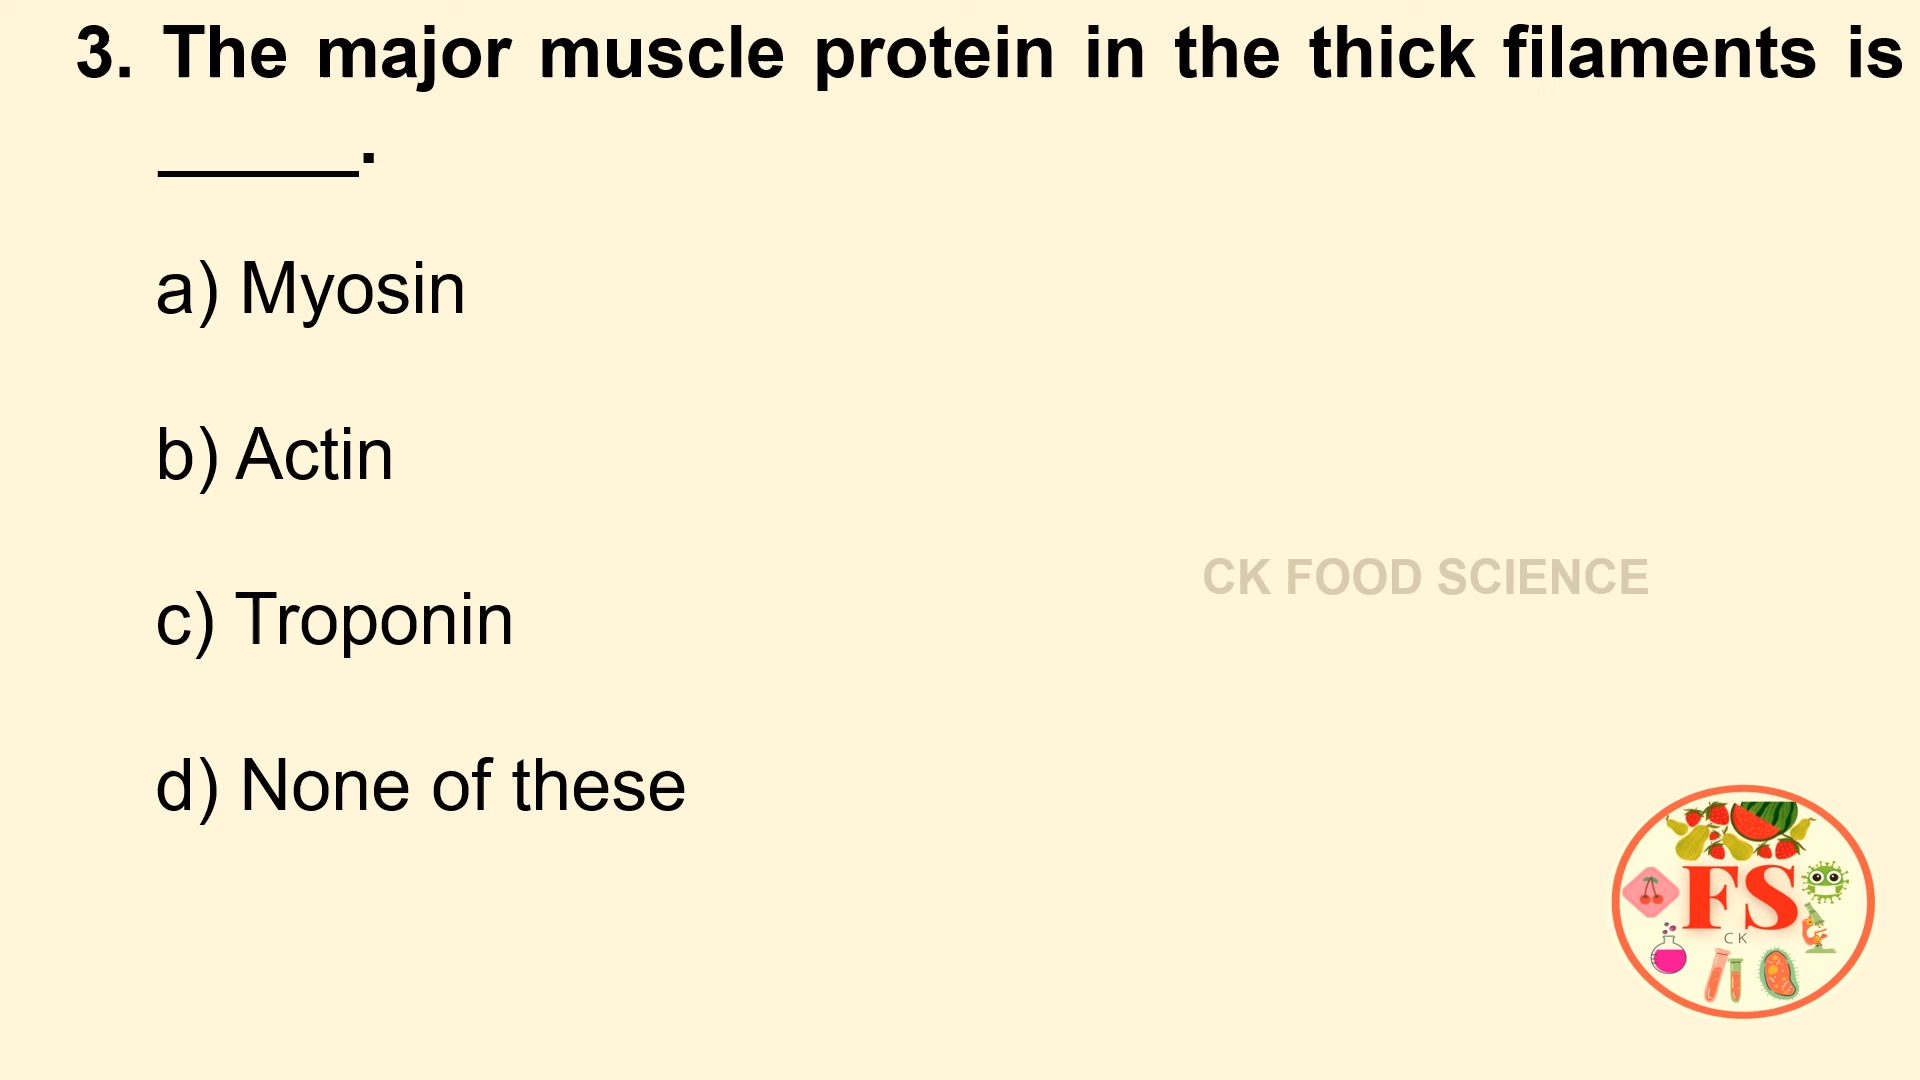 3. The major muscle protein in the thick filaments is
_____.
a) Myosin
b) Actin
c) Troponin
d) None of these
CK FOOD SCIENCE
FS
CK